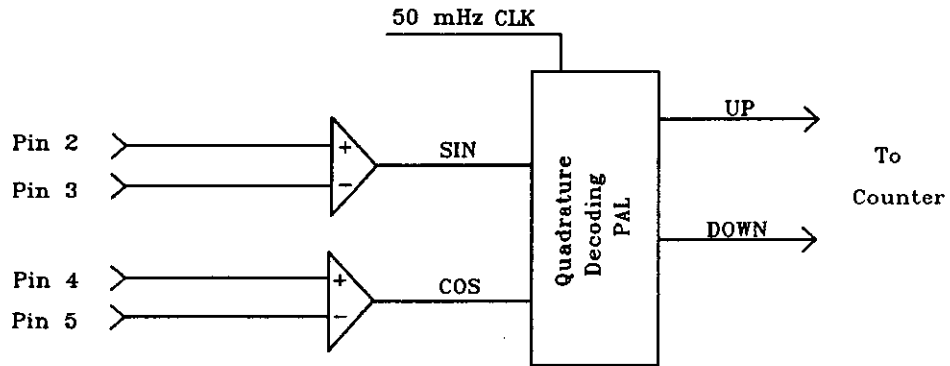 50 mHz CLK
Pin 2
+
SIN
UP
To
Pin 3
−
Counter
Quadrature
Decoding
PAL
DOWN
Pin 4
+
COS
Pin 5
−